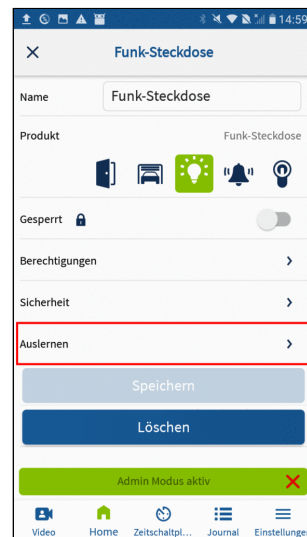 14:59
Funk-Steckdose
Name Funk-Steckdose
Produkt Funk-Steckdose
Gesperrt
Berechtigungen
Sicherheit
Auslernen
Speichern
Löschen
Admin Modus aktiv
Video Home Zeitschaltpl... Journal Einstellungen